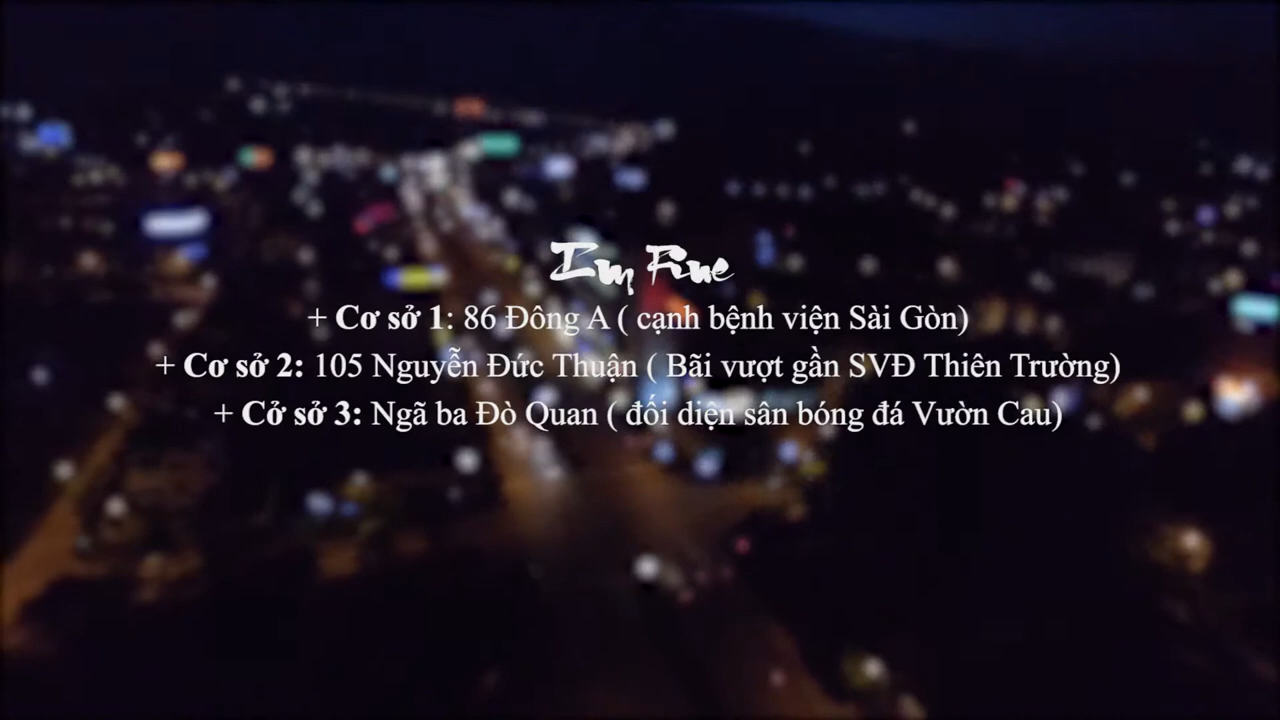 Im Fine
+ Cơ sở 1: 86 Đông A ( cạnh bệnh viện Sài Gòn)
+ Cơ sở 2: 105 Nguyễn Đức Thuận ( Bãi vượt gần SVĐ Thiên Trường)
+ Cở sở 3: Ngã ba Đò Quan ( đối diện sân bóng đá Vườn Cau)